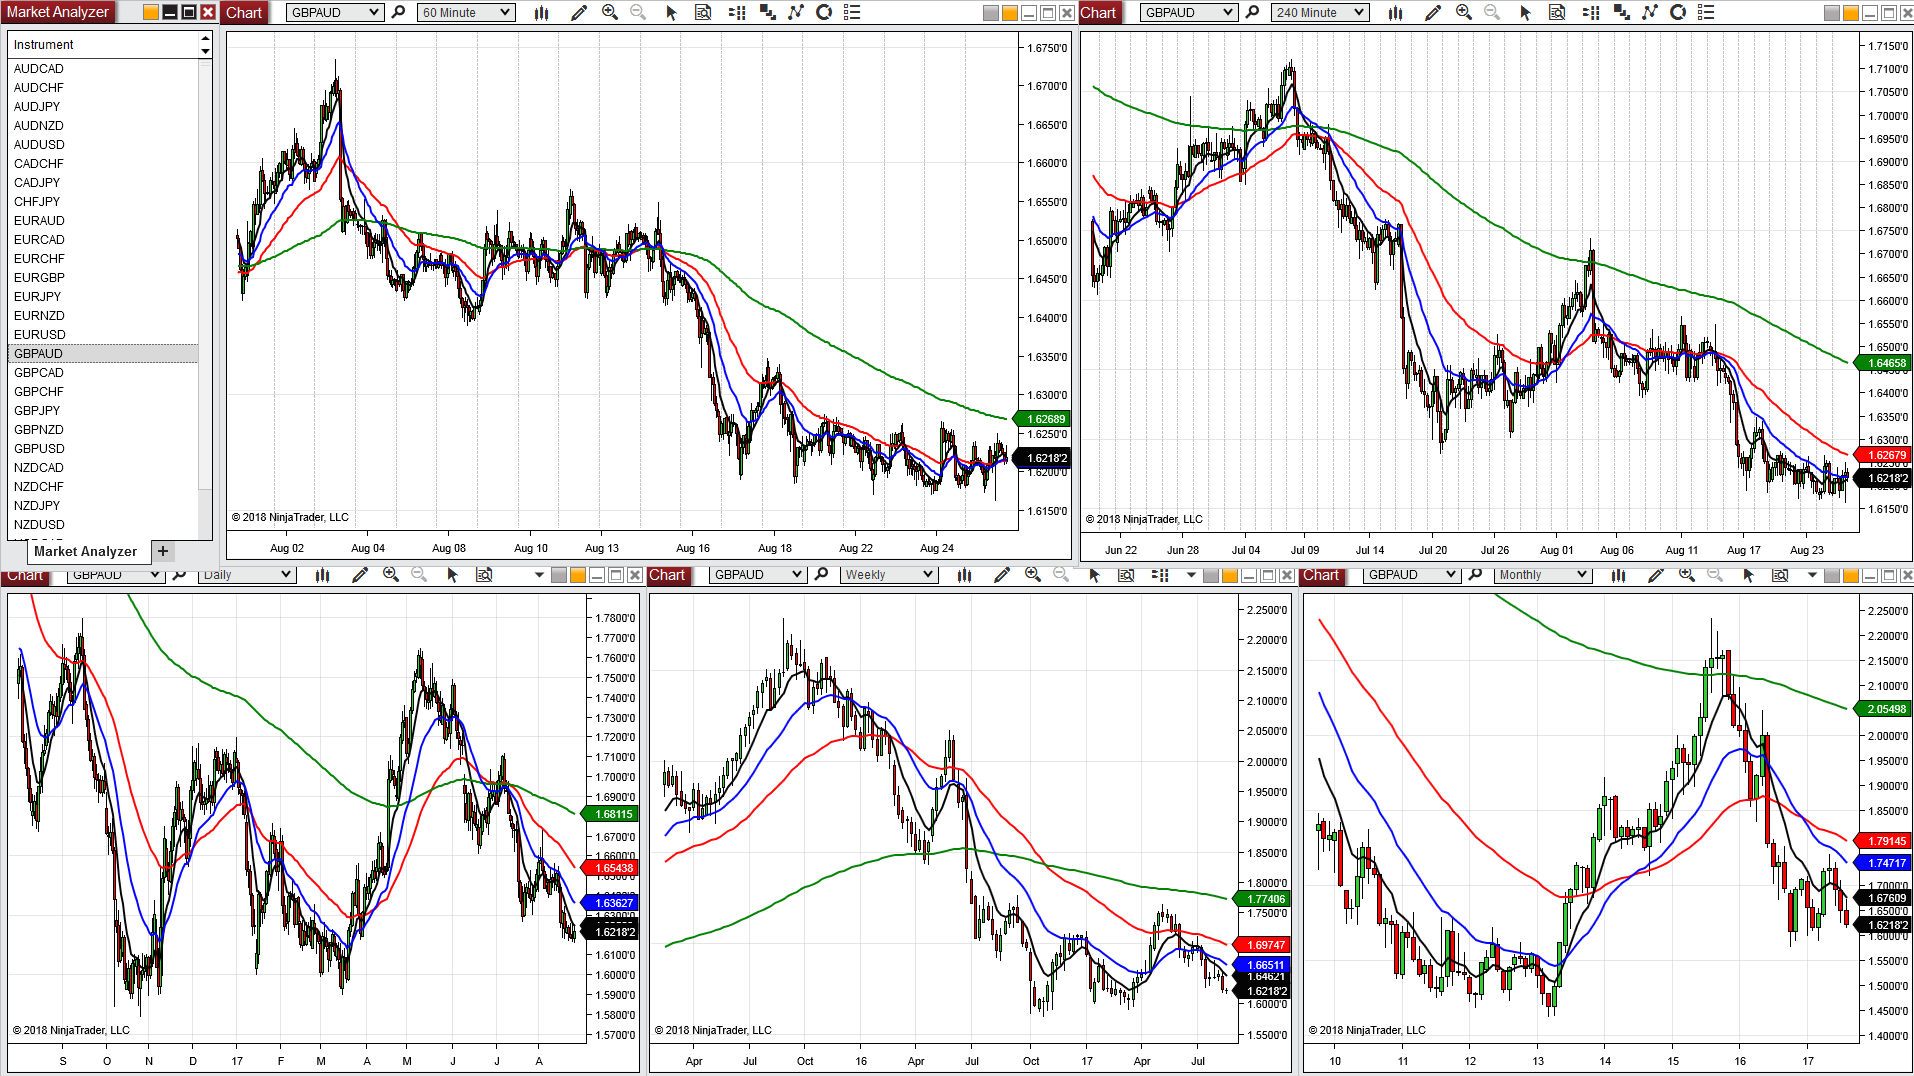 Market Analyzer
Instrument
AUDCAD
AUDCHF
AUDJPY
AUDNZD
AUDUSD
CADCHF
CADJPY
CHFJPY
EURAUD
EURCAD
EURCHF
EURGBP
EURJPY
EURNZD
EURUSD
GBPAUD
GBPCAD
GBPCHF
GBPJPY
GBPNZD
GBPUSD
NZDCAD
NZDCHF
NZDJPY
NZDUSD
Market Analyzer +
Chart GBPAUD 60 Minute
1.6750'0
1.6700'0
1.6650'0
1.6600'0
1.6550'0
1.6500'0
1.6450'0
1.6400'0
1.6350'0
1.6300'0
1.62689
1.6250'0
1.6218'2
1.6200'0
1.6150'0
© 2018 NinjaTrader, LLC
Aug 02 Aug 04 Aug 08 Aug 10 Aug 13 Aug 16 Aug 18 Aug 22 Aug 24
Chart GBPAUD 240 Minute
1.7150'0
1.7100'0
1.7050'0
1.7000'0
1.6950'0
1.6900'0
1.6850'0
1.6800'0
1.6750'0
1.6700'0
1.6650'0
1.6600'0
1.6550'0
1.6500'0
1.64658
1.6400'0
1.6350'0
1.6300'0
1.62679
1.6218'2
1.6150'0
© 2018 NinjaTrader, LLC
Jun 22 Jun 28 Jul 04 Jul 09 Jul 14 Jul 20 Jul 26 Aug 01 Aug 06 Aug 11 Aug 17 Aug 23
Chart GBPAUD Daily
1.7800'0
1.7700'0
1.7600'0
1.7500'0
1.7400'0
1.7300'0
1.7200'0
1.7100'0
1.7000'0
1.6900'0
1.68115
1.6700'0
1.6600'0
1.65438
1.63627
1.6218'2
1.6100'0
1.6000'0
1.5900'0
1.5800'0
1.5700'0
© 2018 NinjaTrader, LLC
S O N D 17 F M A M J J A
Chart GBPAUD Weekly
2.2500'0
2.2000'0
2.1500'0
2.1000'0
2.0500'0
2.0000'0
1.9500'0
1.9000'0
1.8500'0
1.8000'0
1.77406
1.7500'0
1.69747
1.66511
1.64621
1.6218'2
1.6000'0
1.5500'0
© 2018 NinjaTrader, LLC
Apr Jul Oct 16 Apr Jul Oct 17 Apr Jul
Chart GBPAUD Monthly
2.2500'0
2.2000'0
2.1500'0
2.1000'0
2.05498
2.0000'0
1.9500'0
1.9000'0
1.8500'0
1.79145
1.74717
1.7000'0
1.67609
1.6500'0
1.6218'2
1.6000'0
1.5500'0
1.5000'0
1.4500'0
1.4000'0
© 2018 NinjaTrader, LLC
10 11 12 13 14 15 16 17